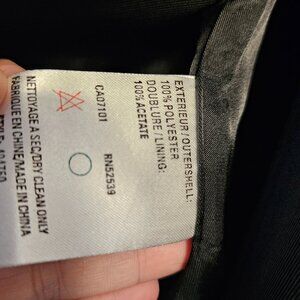 EXTERIEUR/OUTERSHELL:
100% POLYESTER
DOUBLURE/LINING:
100% ACETATE
CA07101
RN52539
NETTOYAGE A SEC/DRY CLEAN ONLY
FABRIQUE EN CHINE/MADE IN CHINA